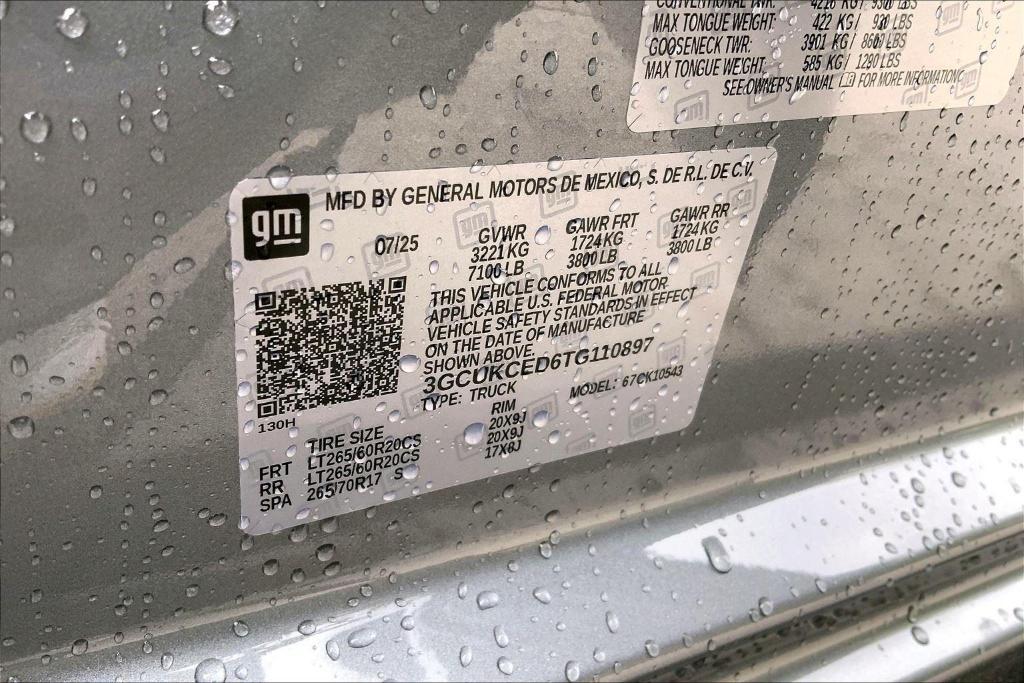 MAX TONGUE WEIGHT: 422 KG/ 930 LBS
GOOSENECK TWR: 3901 KG/ 8600 LBS
MAX TONGUE WEIGHT: 585 KG/ 1290 LBS
SEE OWNER'S MANUAL FOR MORE INFORMATION
gm
MFD BY GENERAL MOTORS DE MEXICO, S. DE R.L. DE C.V.
07/25 GVWR GAWR FRT GAWR RR
3221 KG 1724 KG 1724 KG
7100 LB 3800 LB 3800 LB
THIS VEHICLE CONFORMS TO ALL
APPLICABLE U.S. FEDERAL MOTOR
VEHICLE SAFETY STANDARDS IN EFFECT
ON THE DATE OF MANUFACTURE
SHOWN ABOVE.
3GCUKCED6TG110897
TYPE: TRUCK MODEL: 67CK10543
130H
TIRE SIZE RIM
FRT LT265/60R20CS 20X9J
RR LT265/60R20CS 20X9J
SPA 265/70R17 S 17X8J